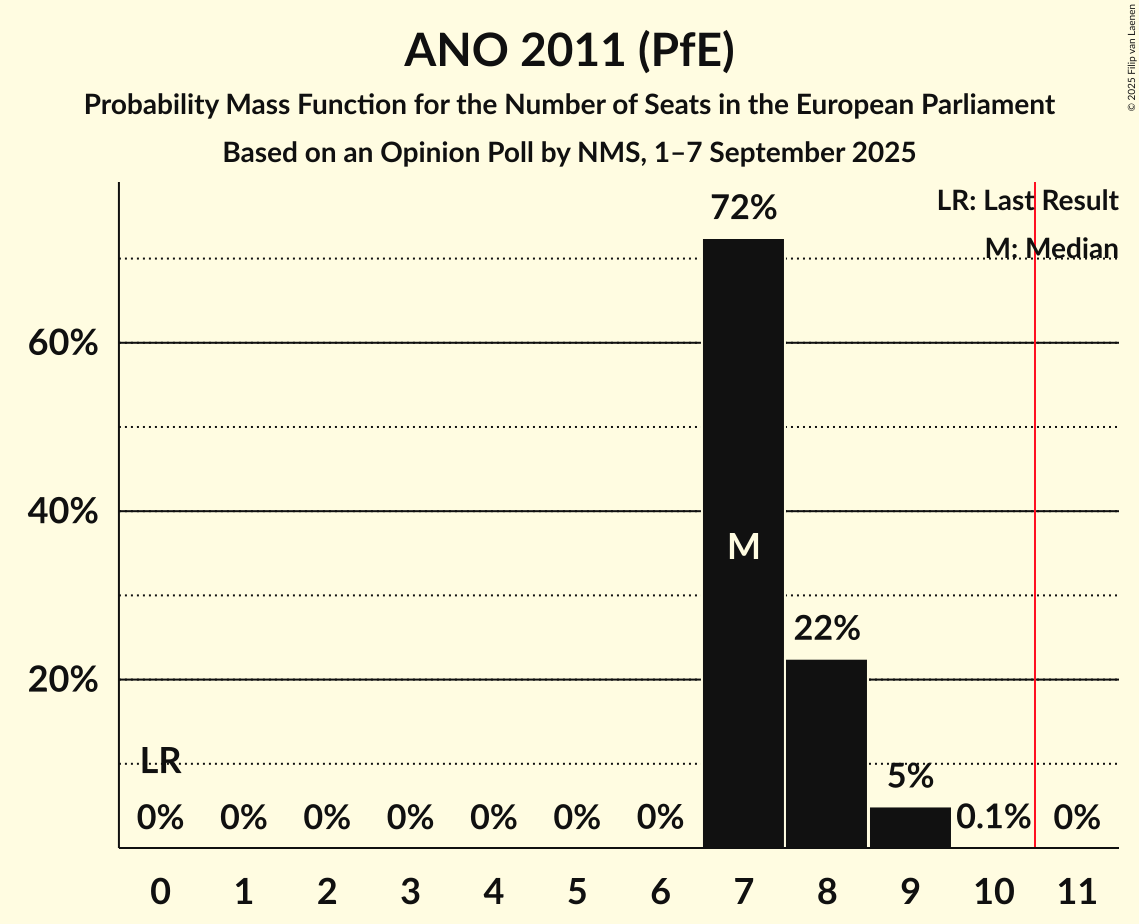 ANO 2011 (PfE)
Probability Mass Function for the Number of Seats in the European Parliament
Based on an Opinion Poll by NMS, 1–7 September 2025
© 2025 Filip van Laenen
LR: Last Result
M: Median
72%
60%
40%
M
22%
20%
LR
5%
0% 0% 0% 0% 0% 0% 0% 0.1% 0%
0 1 2 3 4 5 6 7 8 9 10 11